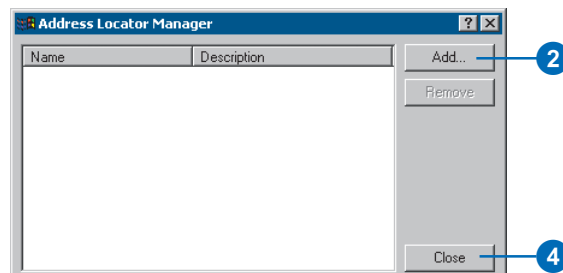 Address Locator Manager
Name Description Add... 2
Remove
Close 4